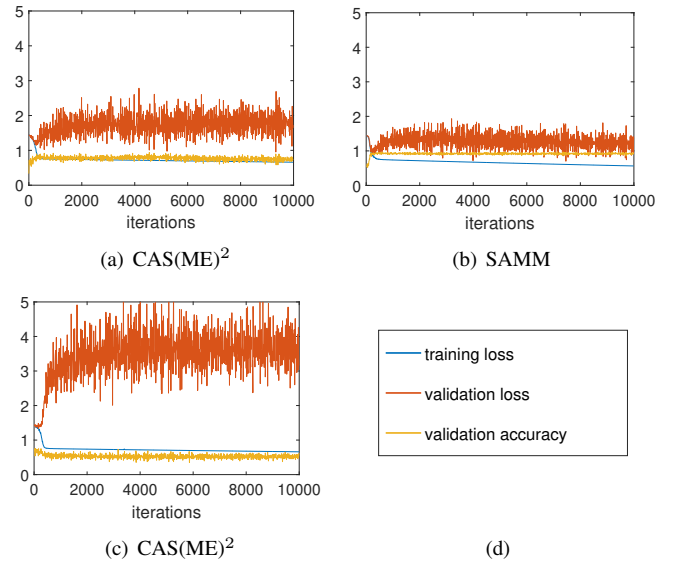 5
4
3
2
1
0
0 2000 4000 6000 8000 10000
iterations
(a) CAS(ME)²
5
4
3
2
1
0
0 2000 4000 6000 8000 10000
iterations
(b) SAMM
5
4
3
2
1
0
0 2000 4000 6000 8000 10000
iterations
(c) CAS(ME)²
training loss
validation loss
validation accuracy
(d)